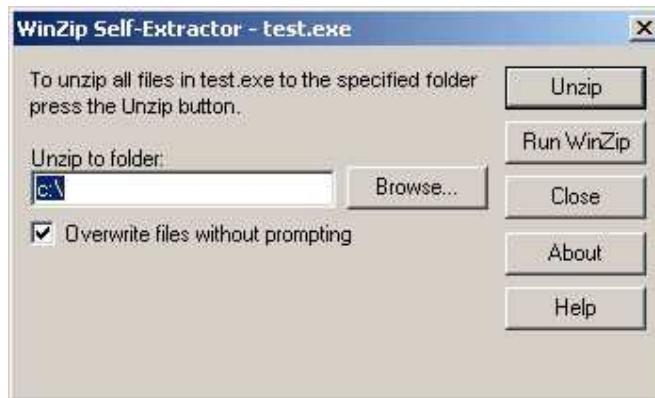 WinZip Self-Extractor - test.exe
To unzip all files in test.exe to the specified folder
press the Unzip button.
Unzip to folder:
c:\
Browse...
Overwrite files without prompting
Unzip
Run WinZip
Close
About
Help